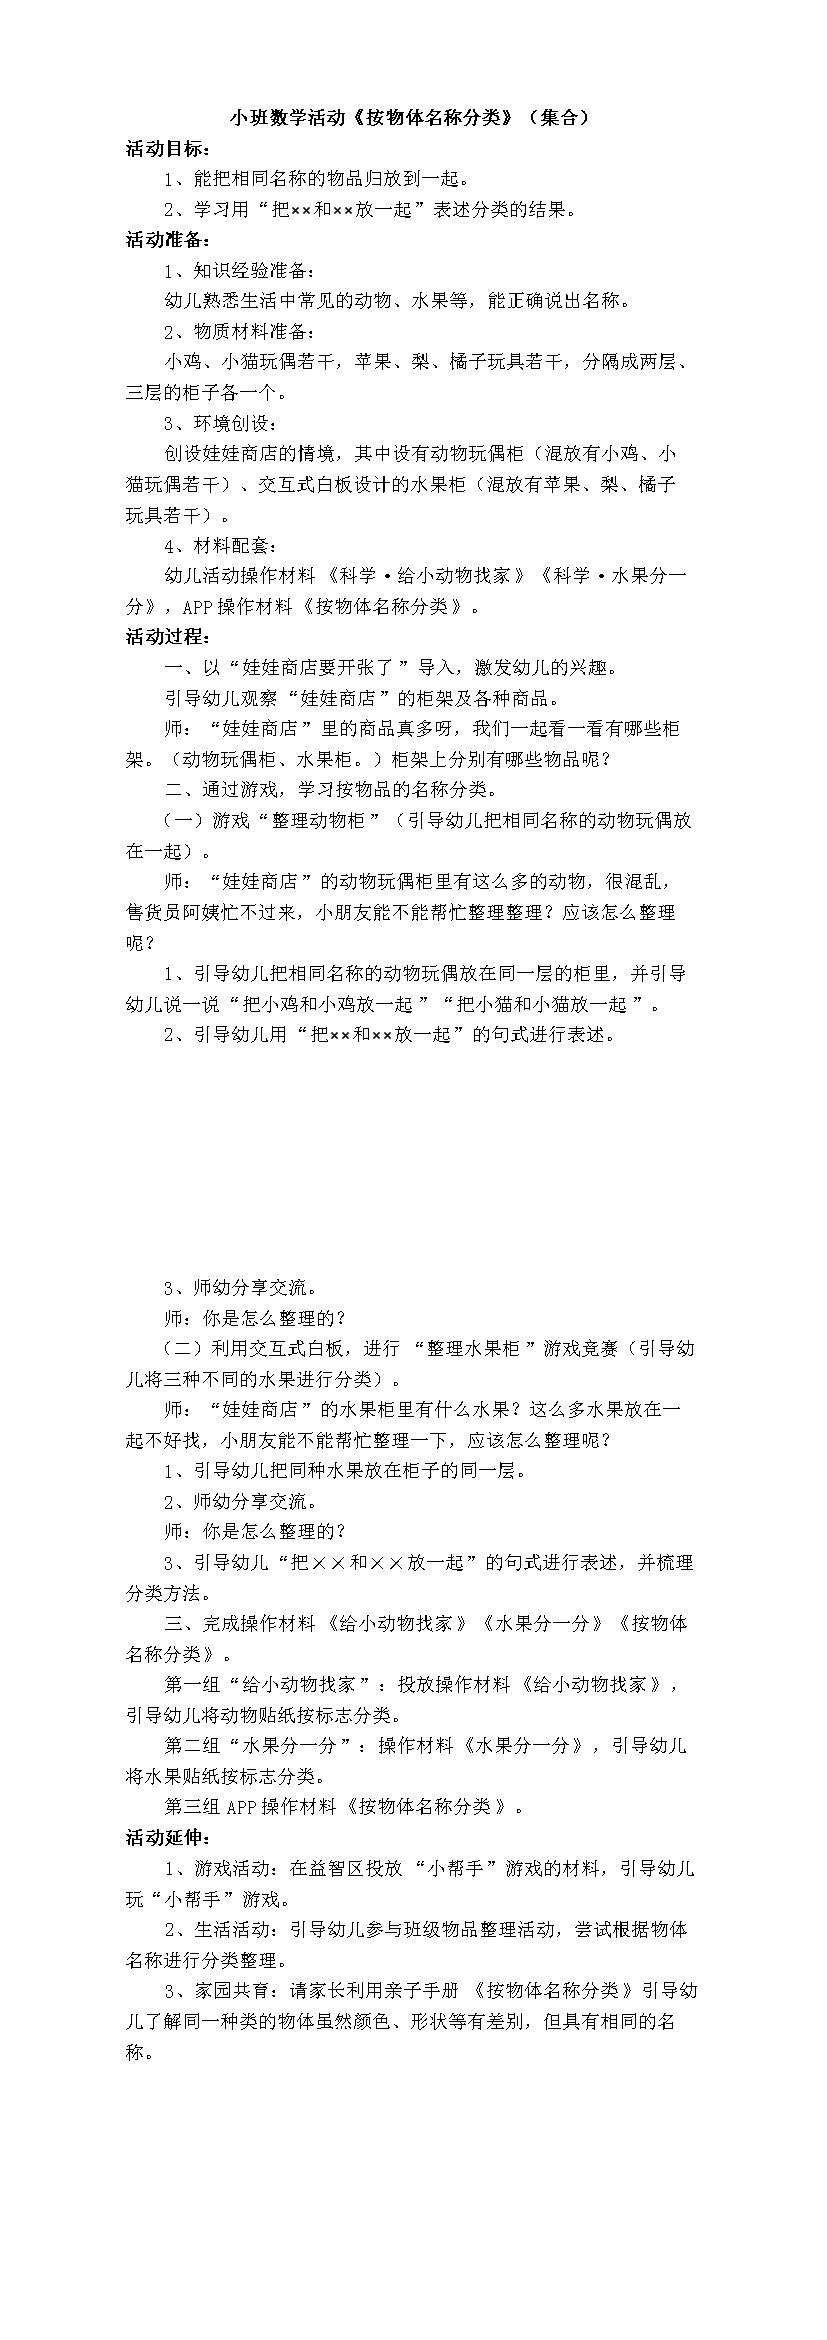 小班数学活动《按物体名称分类》（集合）
活动目标：
1、能把相同名称的物品归放到一起。
2、学习用“把××和××放一起”表述分类的结果。
活动准备：
1、知识经验准备：
幼儿熟悉生活中常见的动物、水果等，能正确说出名称。
2、物质材料准备：
小鸡、小猫玩偶若干，苹果、梨、橘子玩具若干，分隔成两层、
三层的柜子各一个。
3、环境创设：
创设娃娃商店的情境，其中设有动物玩偶柜（混放有小鸡、小
猫玩偶若干）、交互式白板设计的水果柜（混放有苹果、梨、橘子
玩具若干）。
4、材料配套：
幼儿活动操作材料《科学·给小动物找家》《科学·水果分一
分》，APP操作材料《按物体名称分类》。
活动过程：
一、以“娃娃商店要开张了”导入，激发幼儿的兴趣。
引导幼儿观察“娃娃商店”的柜架及各种商品。
师：“娃娃商店”里的商品真多呀，我们一起看一看有哪些柜
架。（动物玩偶柜、水果柜。）柜架上分别有哪些物品呢？
二、通过游戏，学习按物品的名称分类。
（一）游戏“整理动物柜”（引导幼儿把相同名称的动物玩偶放
在一起）。
师：“娃娃商店”的动物玩偶柜里有这么多的动物，很混乱，
售货员阿姨忙不过来，小朋友能不能帮忙整理整理？应该怎么整理
呢？
1、引导幼儿把相同名称的动物玩偶放在同一层的柜里，并引导
幼儿说一说“把小鸡和小鸡放一起”“把小猫和小猫放一起”。
2、引导幼儿用“把××和××放一起”的句式进行表述。
3、师幼分享交流。
师：你是怎么整理的？
（二）利用交互式白板，进行“整理水果柜”游戏竞赛（引导幼
儿将三种不同的水果进行分类）。
师：“娃娃商店”的水果柜里有什么水果？这么多水果放在一
起不好找，小朋友能不能帮忙整理一下，应该怎么整理呢？
1、引导幼儿把同种水果放在柜子的同一层。
2、师幼分享交流。
师：你是怎么整理的？
3、引导幼儿“把××和××放一起”的句式进行表述，并梳理
分类方法。
三、完成操作材料《给小动物找家》《水果分一分》《按物体
名称分类》。
第一组“给小动物找家”：投放操作材料《给小动物找家》，
引导幼儿将动物贴纸按标志分类。
第二组“水果分一分”：操作材料《水果分一分》，引导幼儿
将水果贴纸按标志分类。
第三组APP操作材料《按物体名称分类》。
活动延伸：
1、游戏活动：在益智区投放“小帮手”游戏的材料，引导幼儿
玩“小帮手”游戏。
2、生活活动：引导幼儿参与班级物品整理活动，尝试根据物体
名称进行分类整理。
3、家园共育：请家长利用亲子手册《按物体名称分类》引导幼
儿了解同一种类的物体虽然颜色、形状等有差别，但具有相同的名
称。